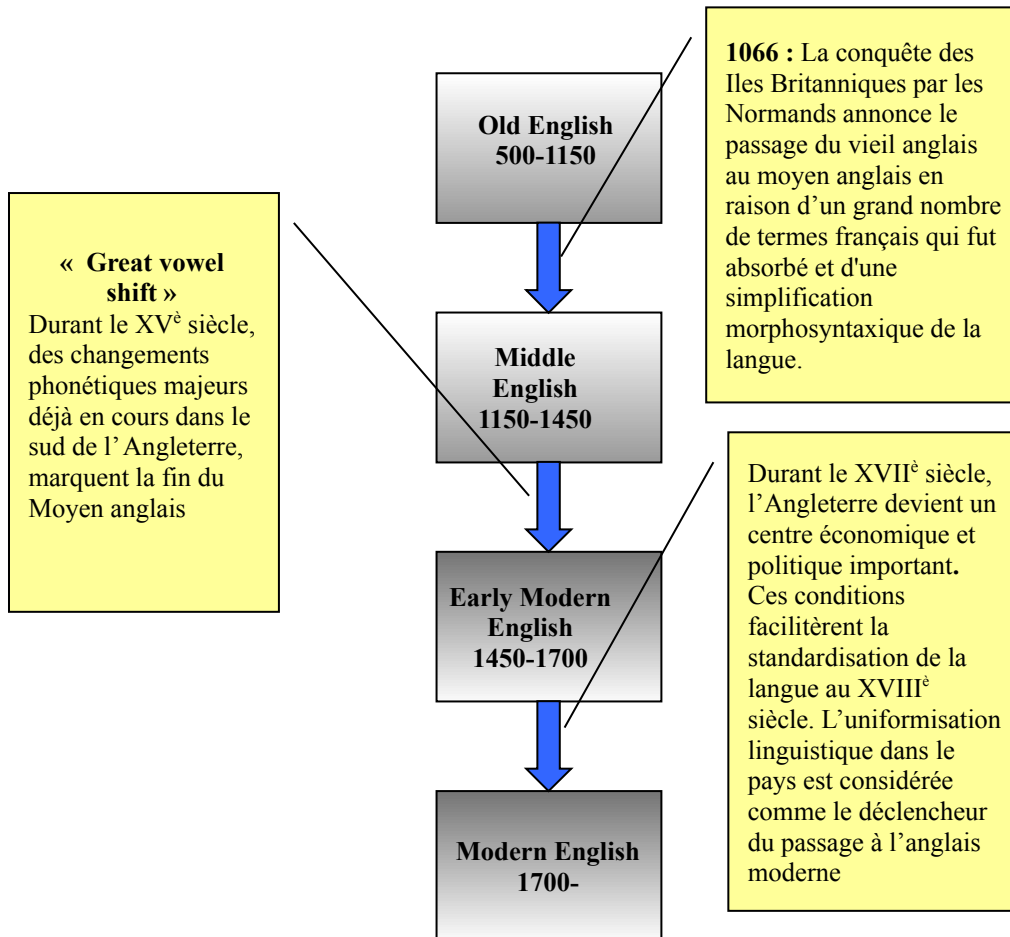 Old English
500-1150
1066 : La conquête des
Iles Britanniques par les
Normands annonce le
passage du vieil anglais
au moyen anglais en
raison d’un grand nombre
de termes français qui fut
absorbé et d'une
simplification
morphosyntaxique de la
langue.
« Great vowel
shift »
Durant le XVè siècle,
des changements
phonétiques majeurs
déjà en cours dans le
sud de l’Angleterre,
marquent la fin du
Moyen anglais
Middle
English
1150-1450
Durant le XVIIè siècle,
l’Angleterre devient un
centre économique et
politique important.
Ces conditions
facilitèrent la
standardisation de la
langue au XVIIIè
siècle. L’uniformisation
linguistique dans le
pays est considérée
comme le déclencheur
du passage à l’anglais
moderne
Early Modern
English
1450-1700
Modern English
1700-